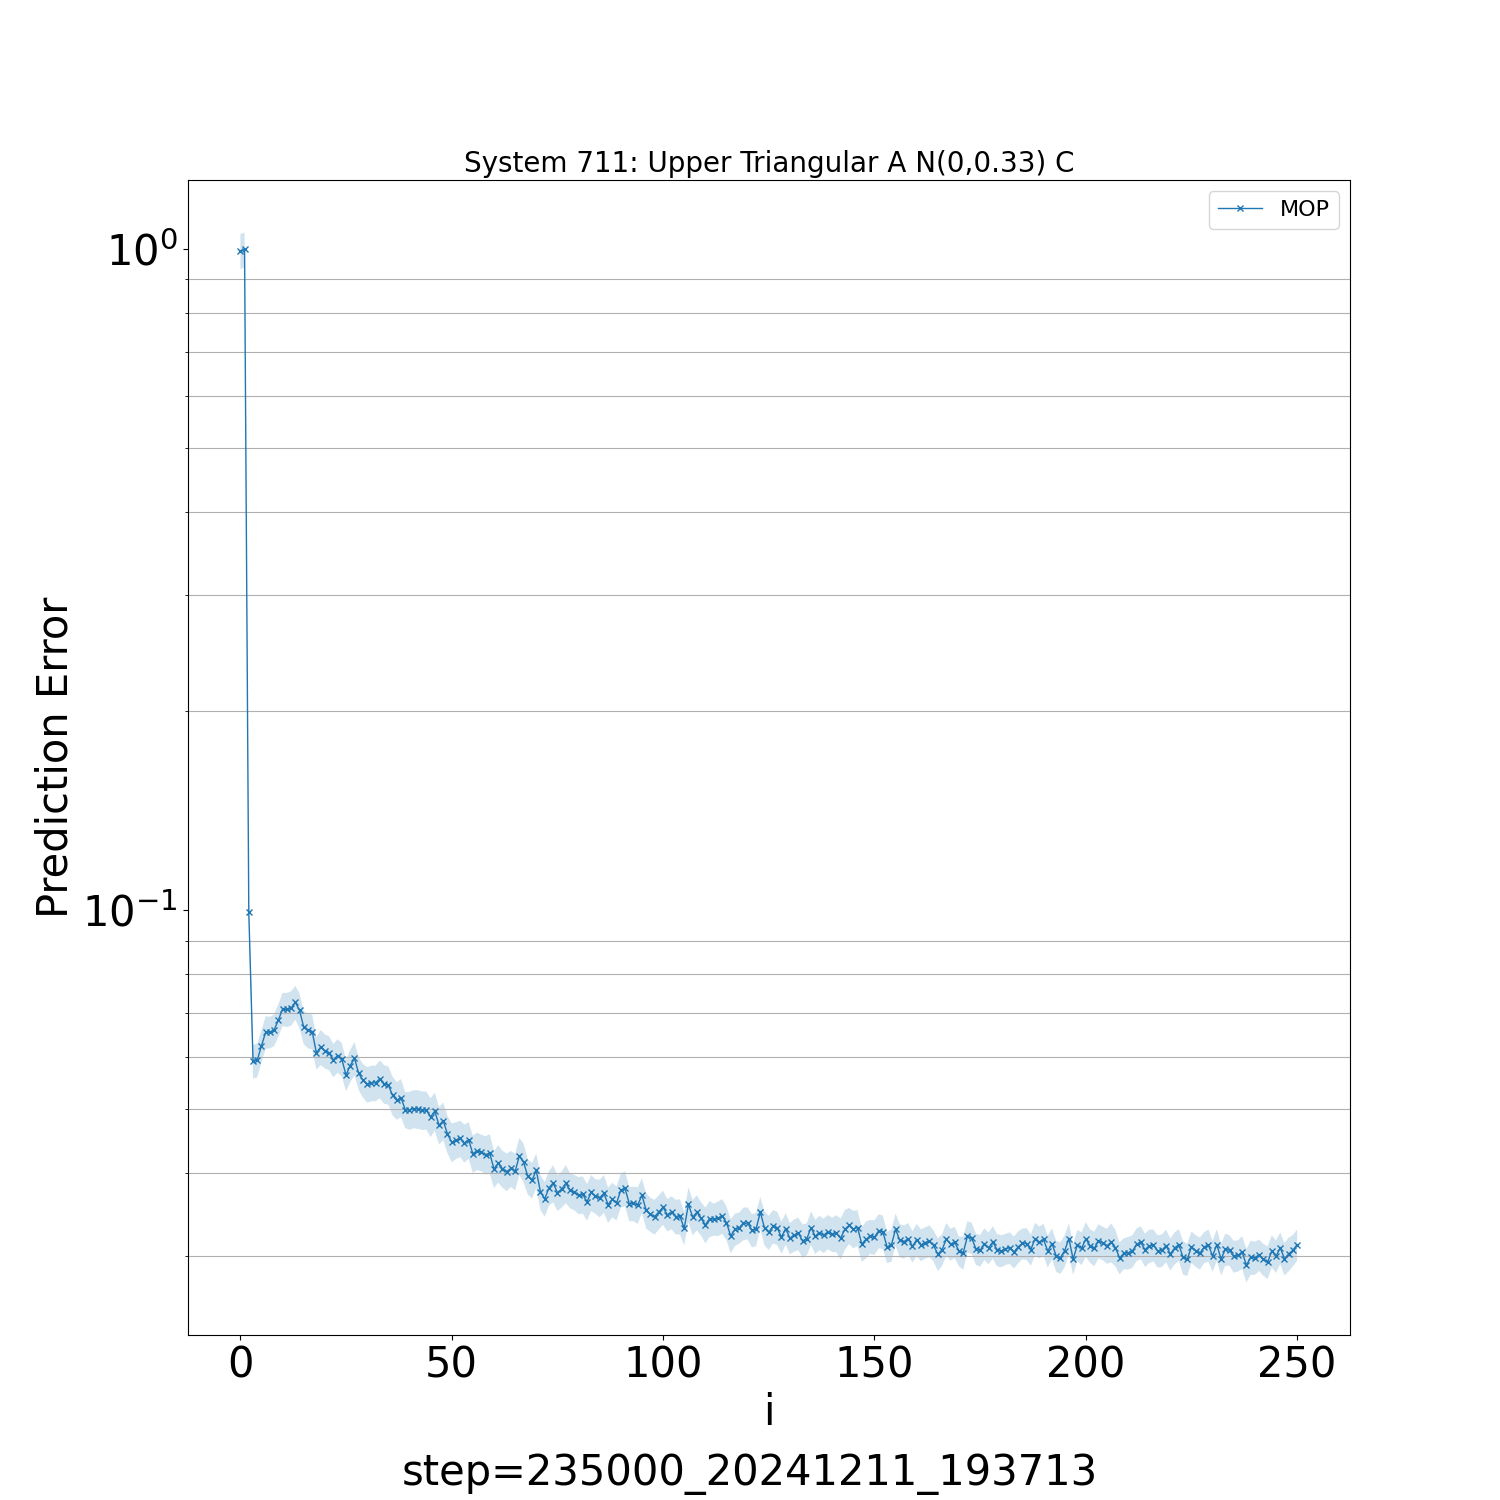 System 711: Upper Triangular A N(0,0.33) C
MOP
10⁰
10⁻¹
Prediction Error
0 50 100 150 200 250
i
step=235000_20241211_193713